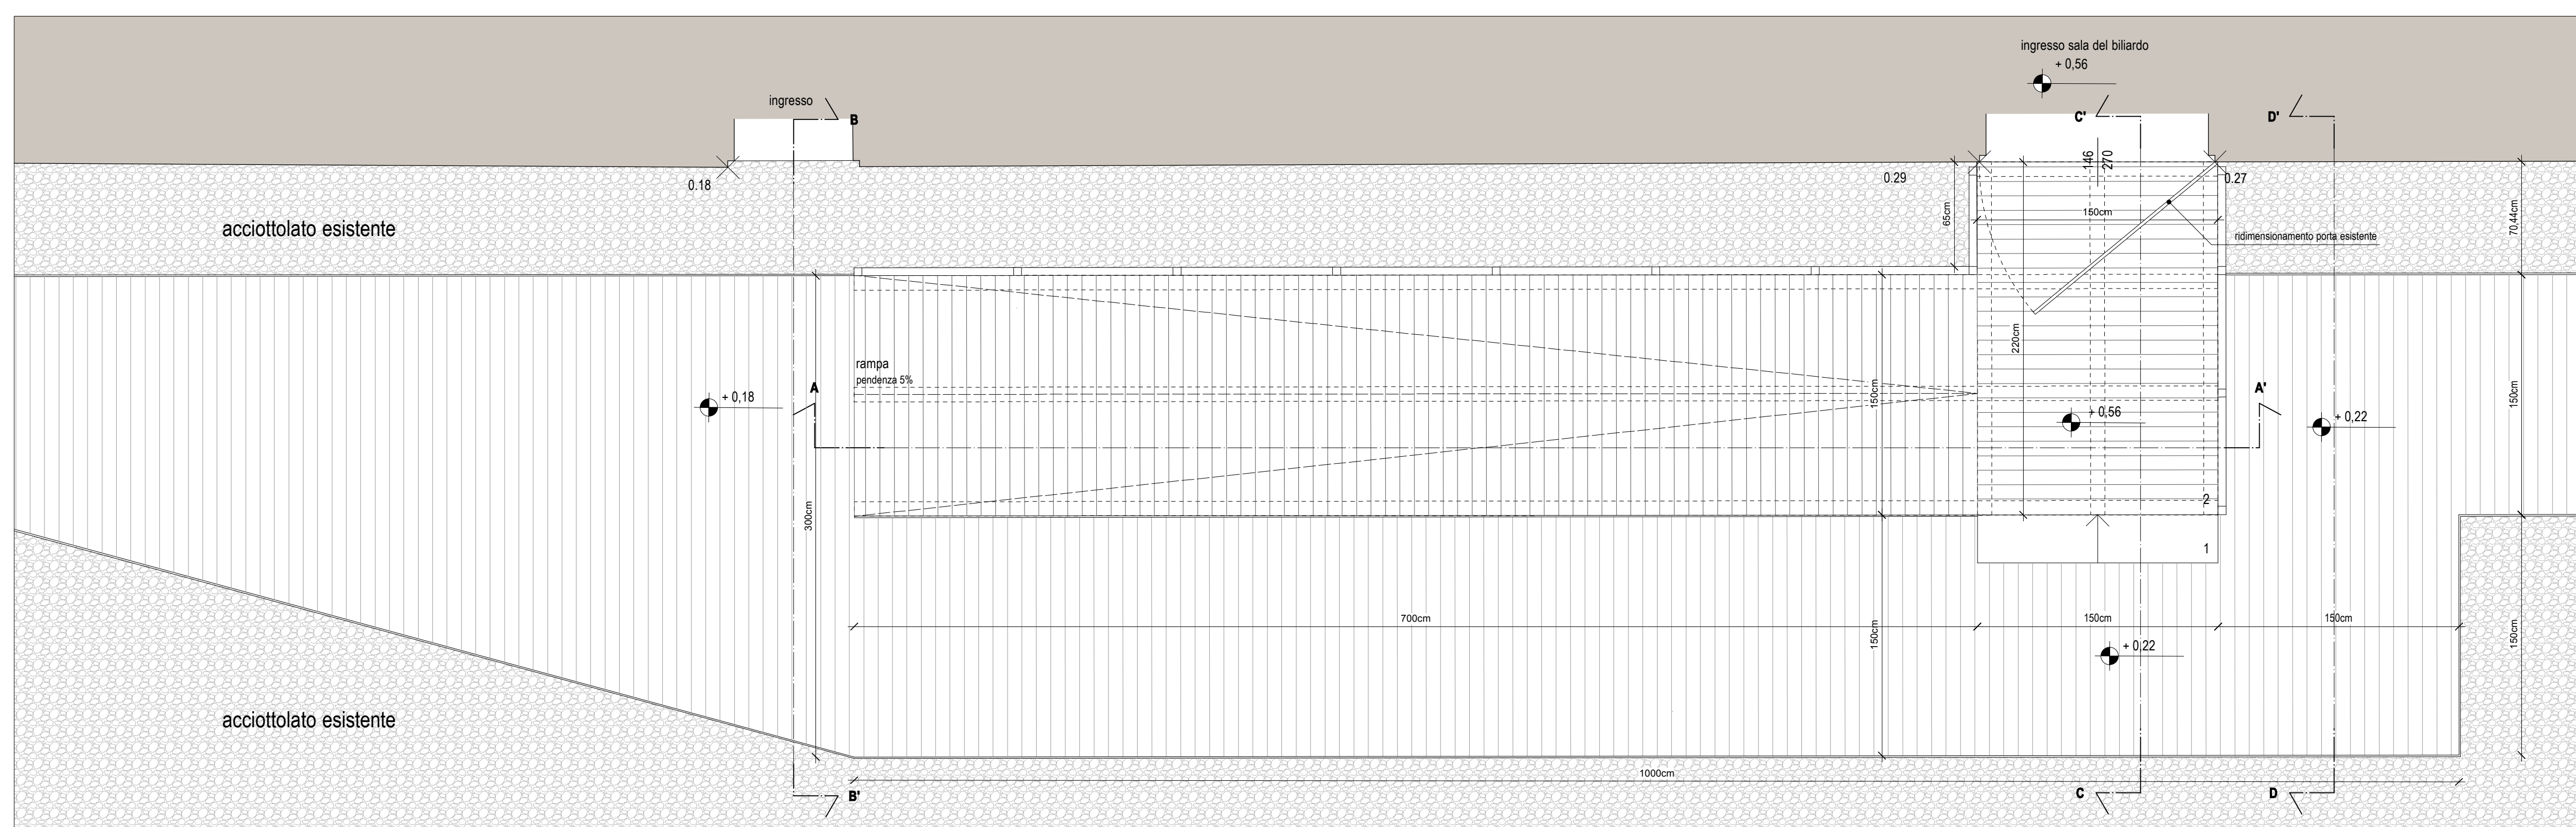 ingresso sala del biliardo
+ 0,56
ingresso
B
C'
D'
146
270
0.18
0.29
0.27
acciottolato esistente
65cm
150cm
70,44cm
ridimensionamento porta esistente
220cm
rampa
pendenza 5%
A
A'
+ 0,18
150cm
150cm
+ 0,56
+ 0,22
300cm
2
1
700cm
150cm
150cm
150cm
150cm
+ 0,22
acciottolato esistente
1000cm
B'
C
D